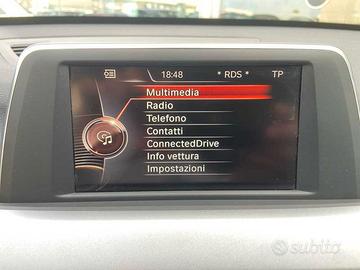 18:48 * RDS * TP
Multimedia
Radio
Telefono
Contatti
ConnectedDrive
Info vettura
Impostazioni
subito